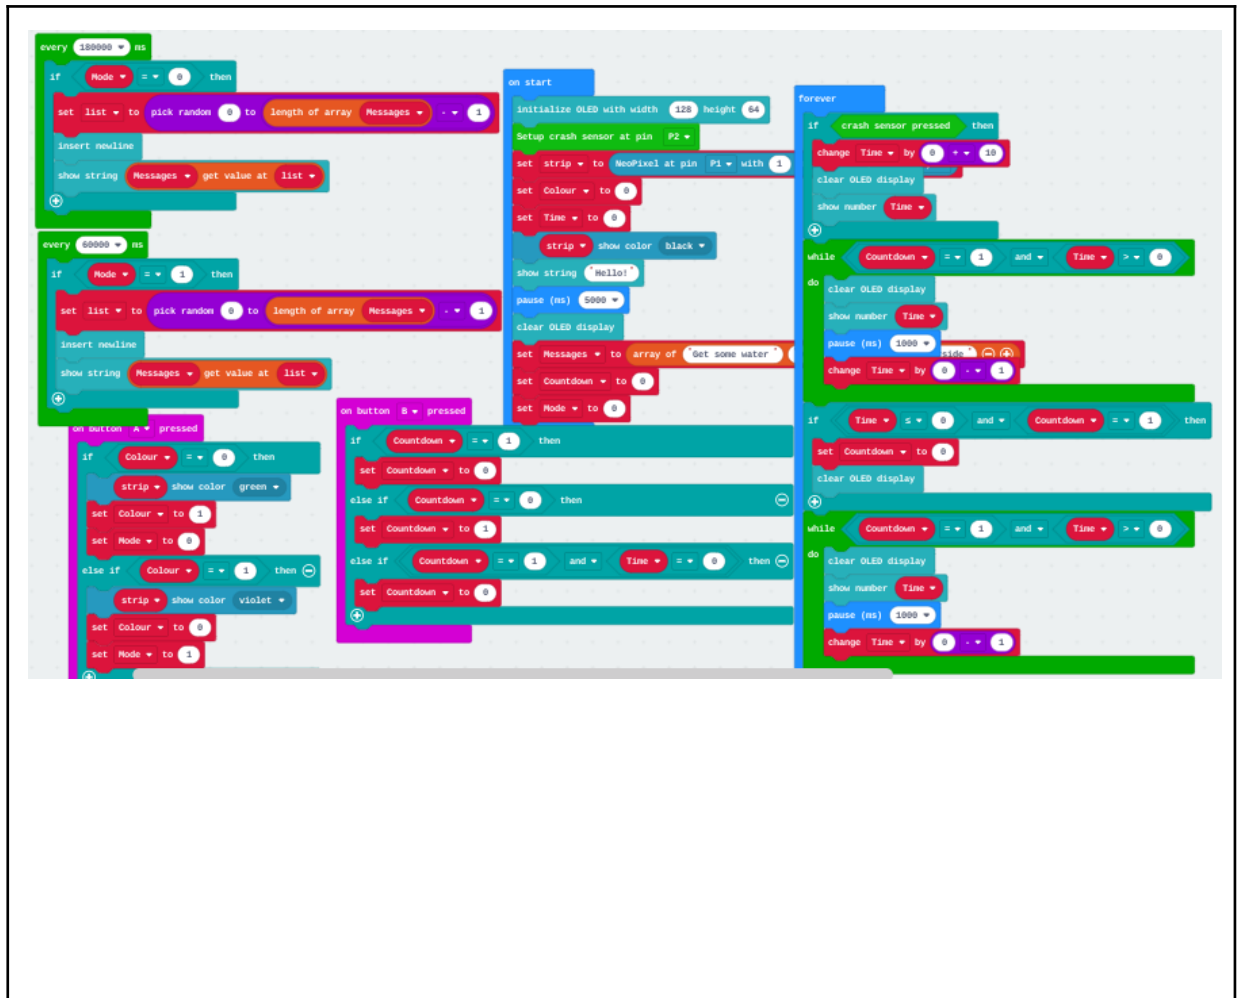 every 180000 ms
if Mode = 0 then
set list to pick random 0 to length of array Messages - 1
insert newline
show string Messages get value at list
every 60000 ms
if Mode = 1 then
set list to pick random 0 to length of array Messages - 1
insert newline
show string Messages get value at list
on button A pressed
if Colour = 0 then
strip show color green
set Colour to 1
set Mode to 0
else if Colour = 1 then
strip show color violet
set Colour to 0
set Mode to 1
on button B pressed
if Countdown = 1 then
set Countdown to 0
else if Countdown = 0 then
set Countdown to 1
else if Countdown = 1 and Time = 0 then
set Countdown to 0
on start
initialize OLED with width 128 height 64
Setup crash sensor at pin P2
set strip to NeoPixel at pin P1 with 1
set Colour to 0
set Time to 0
strip show color black
show string "Hello!"
pause (ms) 5000
clear OLED display
set Messages to array of "Get some water" side"
set Countdown to 0
set Mode to 0
forever
if crash sensor pressed then
change Time by 0 + 10
clear OLED display
show number Time
while Countdown = 1 and Time > 0
do clear OLED display
show number Time
pause (ms) 1000
change Time by 0 - 1
if Time ≤ 0 and Countdown = 1 then
set Countdown to 0
clear OLED display
while Countdown = 1 and Time > 0
do clear OLED display
show number Time
pause (ms) 1000
change Time by 0 - 1